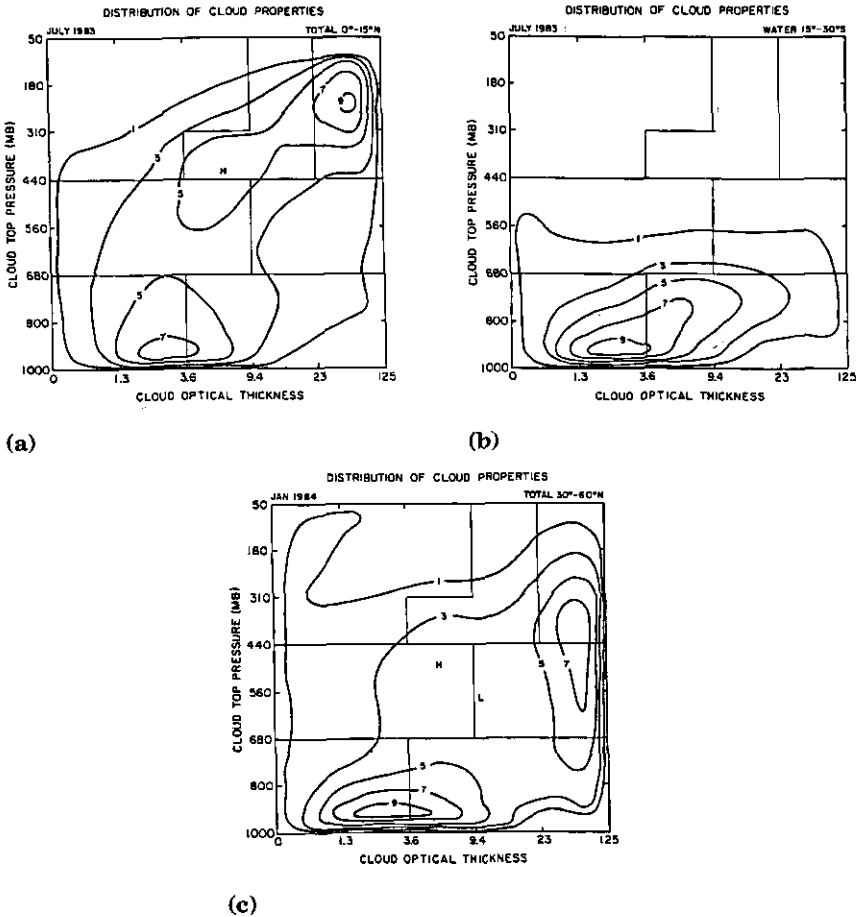 DISTRIBUTION OF CLOUD PROPERTIES
JULY 1983 TOTAL 0°-15°N
50
180
310
440
560
680
800
1000
CLOUD TOP PRESSURE (MB)
1
3
5
5
7
7
9
H
0 1.3 3.6 9.4 23 125
CLOUD OPTICAL THICKNESS
(a)
DISTRIBUTION OF CLOUD PROPERTIES
JULY 1983 WATER 15°-30°S
50
180
310
440
560
680
800
1000
CLOUD TOP PRESSURE (MB)
1
3
5
7
9
0 1.3 3.6 9.4 23 125
CLOUD OPTICAL THICKNESS
(b)
DISTRIBUTION OF CLOUD PROPERTIES
JAN 1984 TOTAL 30°-60°N
50
180
310
440
560
680
800
1000
CLOUD TOP PRESSURE (MB)
1
3
H
5
7
L
5
7
9
0 1.3 3.6 9.4 23 125
CLOUD OPTICAL THICKNESS
(c)